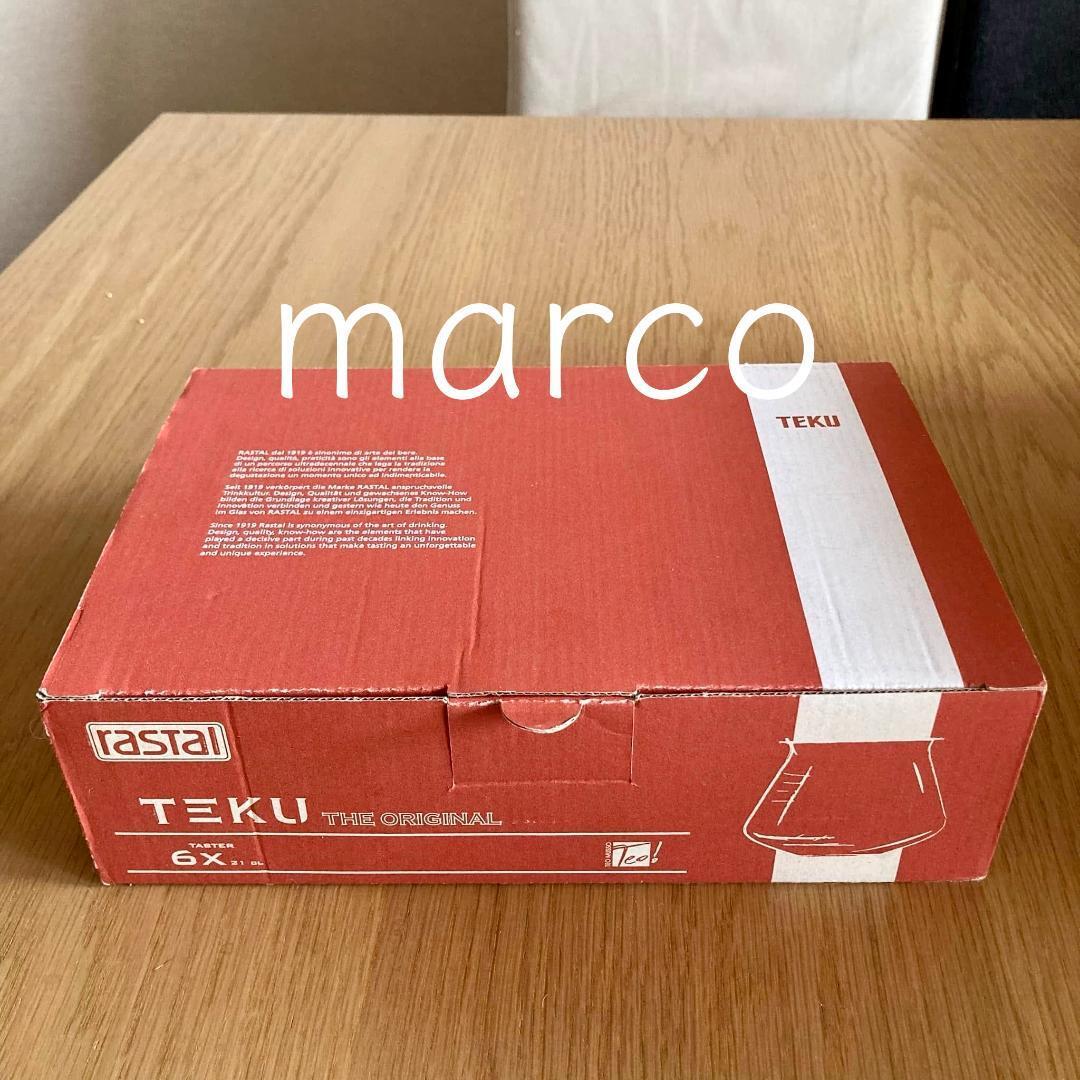 marco
TEKU
RASTAL dal 1919 è sinonimo di arte del bere.
Design, qualità, praticità sono gli elementi alla base
di un percorso ultradecennale che lega la tradizione
alla ricerca di soluzioni innovative per rendere la
degustazione un momento unico ed indimenticabile.
Seit 1919 verkörpert die Marke RASTAL anspruchsvolle
Trinkkultur. Design, Qualität und gewachsenes Know-How
bilden die Grundlage kreativer Lösungen, die Tradition und
Innovation verbinden und gestern wie heute den Genuss
im Glas von RASTAL zu einem einzigartigen Erlebnis machen.
Since 1919 Rastal is synonymous of the art of drinking.
Design, quality, know-how are the elements that have
played a decisive part during past decades linking innovation
and tradition in solutions that make tasting an unforgettable
and unique experience.
rastal
TEKU THE ORIGINAL
TASTER
6X 21 CL
TEO MUSSO
Teo!